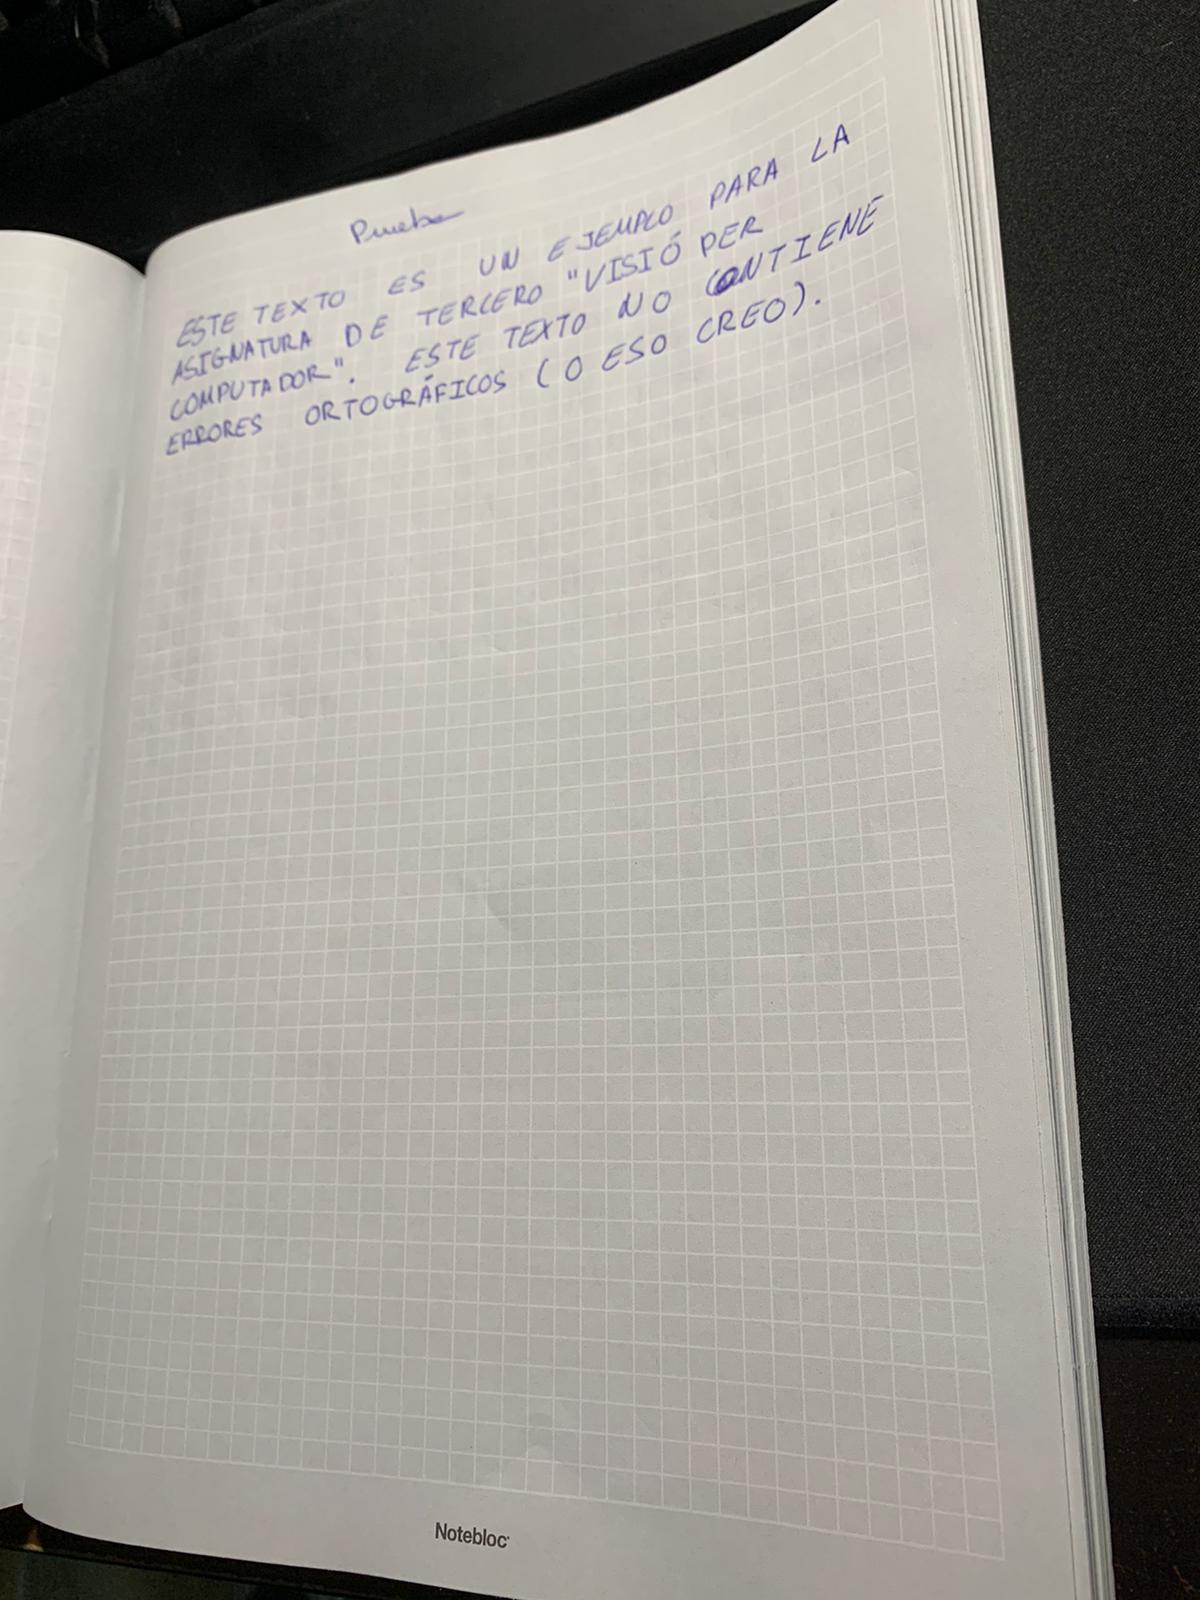 Prueba
ESTE TEXTO ES UN EJEMPLO PARA LA
ASIGNATURA DE TERCERO "VISIÓ PER
COMPUTADOR". ESTE TEXTO NO CONTIENE
ERRORES ORTOGRÁFICOS (O ESO CREO).
Notebloc